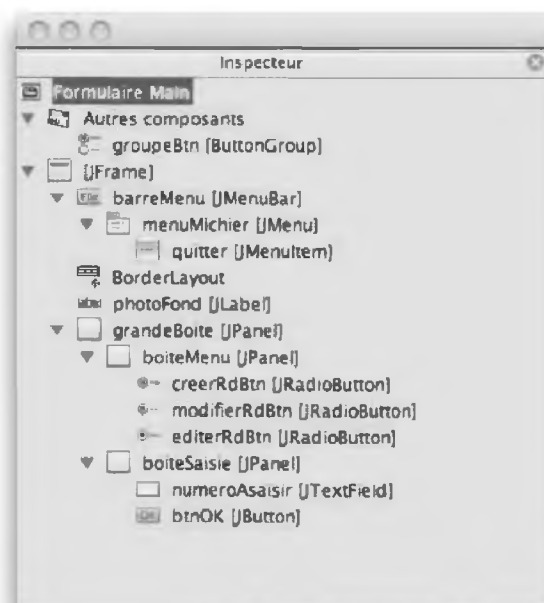 Inspecteur
Formulaire Main
Autres composants
groupeBtn [ButtonGroup]
[JFrame]
barreMenu [JMenuBar]
menuMichier [JMenu]
quitter [JMenuItem]
BorderLayout
photoFond [JLabel]
grandeBoite [JPanel]
boiteMenu [JPanel]
creerRdBtn [JRadioButton]
modifierRdBtn [JRadioButton]
editerRdBtn [JRadioButton]
boiteSaisie [JPanel]
numeroAsaisir [JTextField]
btnOK [JButton]